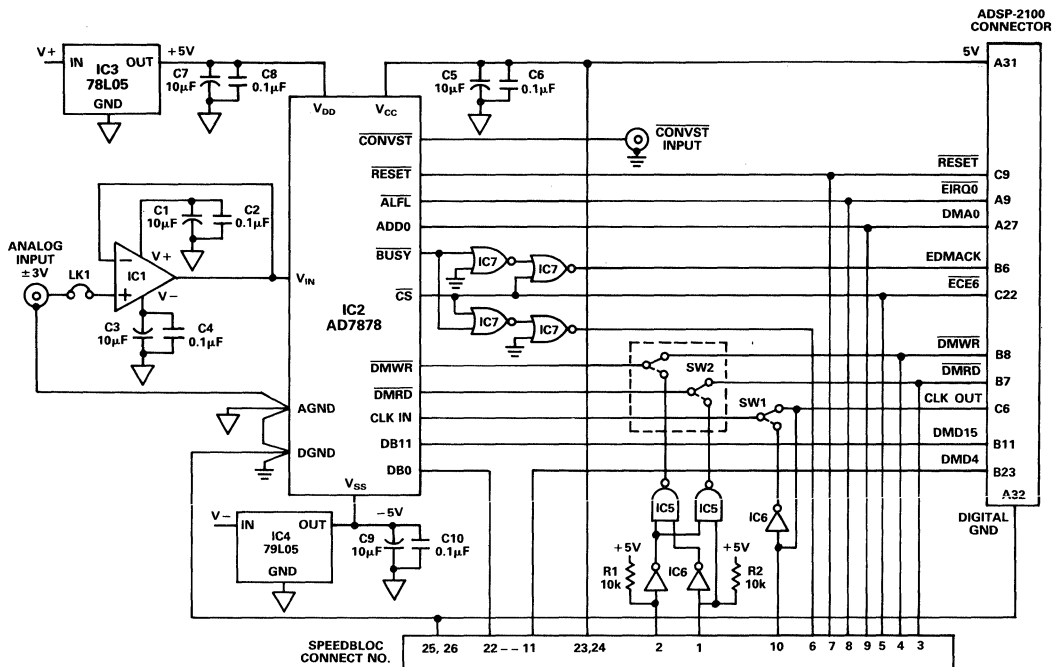 ADSP-2100
CONNECTOR
V+
IN
OUT
IC3
78L05
GND
+5V
C7
10µF
C8
0.1µF
C5
10µF
C6
0.1µF
5V
A31
VDD
VCC
CONVST
CONVST
INPUT
RESET
RESET
C9
ALFL
EIRQ0
A9
ADD0
DMA0
A27
C1
10µF
C2
0.1µF
BUSY
IC7
IC7
EDMACK
B6
ANALOG
INPUT
±3V
LK1
IC1
V+
V−
VIN
IC2
AD7878
CS
ECE6
C22
IC7
IC7
C3
10µF
C4
0.1µF
DMWR
SW2
DMWR
B8
DMRD
DMRD
B7
SW1
CLK IN
CLK OUT
C6
AGND
DB11
DMD15
B11
DGND
DB0
DMD4
B23
VSS
A32
DIGITAL
GND
IC5
IC5
IC6
V−
IN
OUT
IC4
79L05
GND
−5V
C9
10µF
C10
0.1µF
+5V
R1
10k
IC6
+5V
R2
10k
SPEEDBLOC
CONNECT NO.
25, 26 22 – – 11 23,24 2 1 10 6 7 8 9 5 4 3